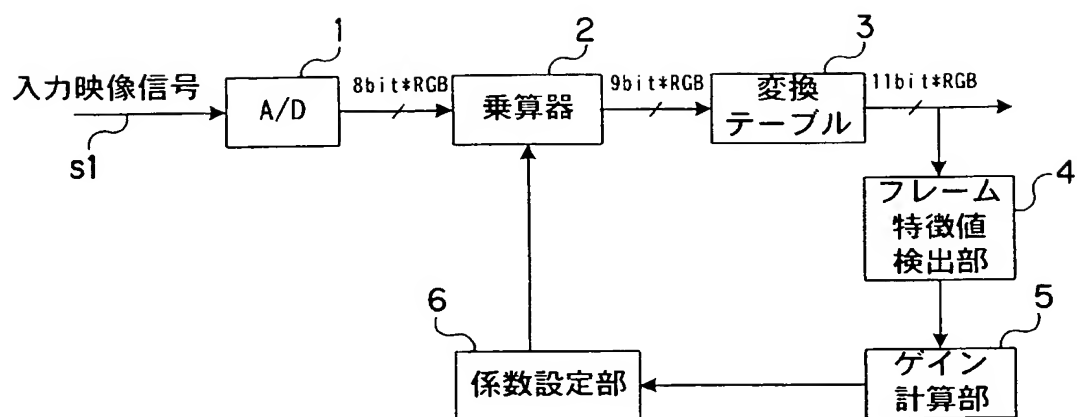 1
2
3
入力映像信号
A/D
8bit*RGB
乗算器
9bit*RGB
変換
テーブル
11bit*RGB
s1
フレーム
特徴値
検出部
4
5
ゲイン
計算部
6
係数設定部